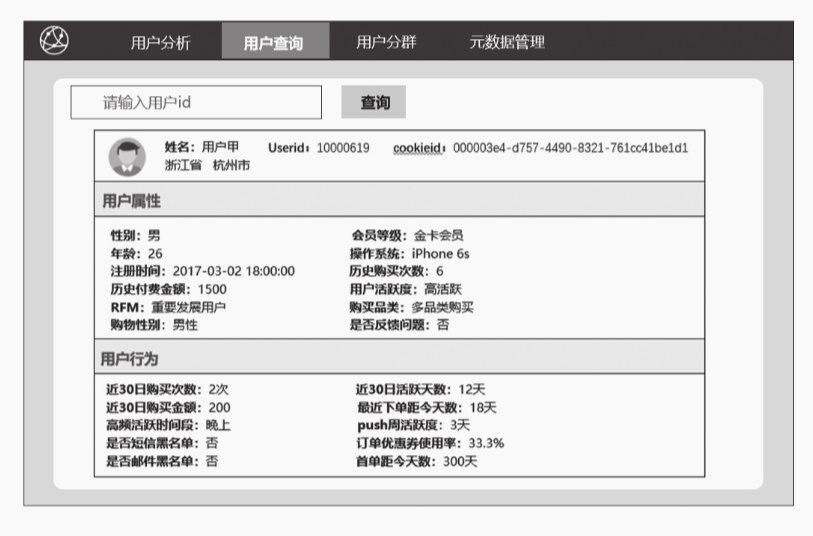 用户分析 用户查询 用户分群 元数据管理
请输入用户id 查询
姓名：用户甲 Userid：10000619 cookieid：000003e4-d757-4490-8321-761cc41be1d1
浙江省 杭州市
用户属性
性别：男 会员等级：金卡会员
年龄：26 操作系统：iPhone 6s
注册时间：2017-03-02 18:00:00 历史购买次数：6
历史付费金额：1500 用户活跃度：高活跃
RFM：重要发展用户 购买品类：多品类购买
购物性别：男性 是否反馈问题：否
用户行为
近30日购买次数：2次 近30日活跃天数：12天
近30日购买金额：200 最近下单距今天数：18天
高频活跃时间段：晚上 push周活跃度：3天
是否短信黑名单：否 订单优惠券使用率：33.3%
是否邮件黑名单：否 首单距今天数：300天